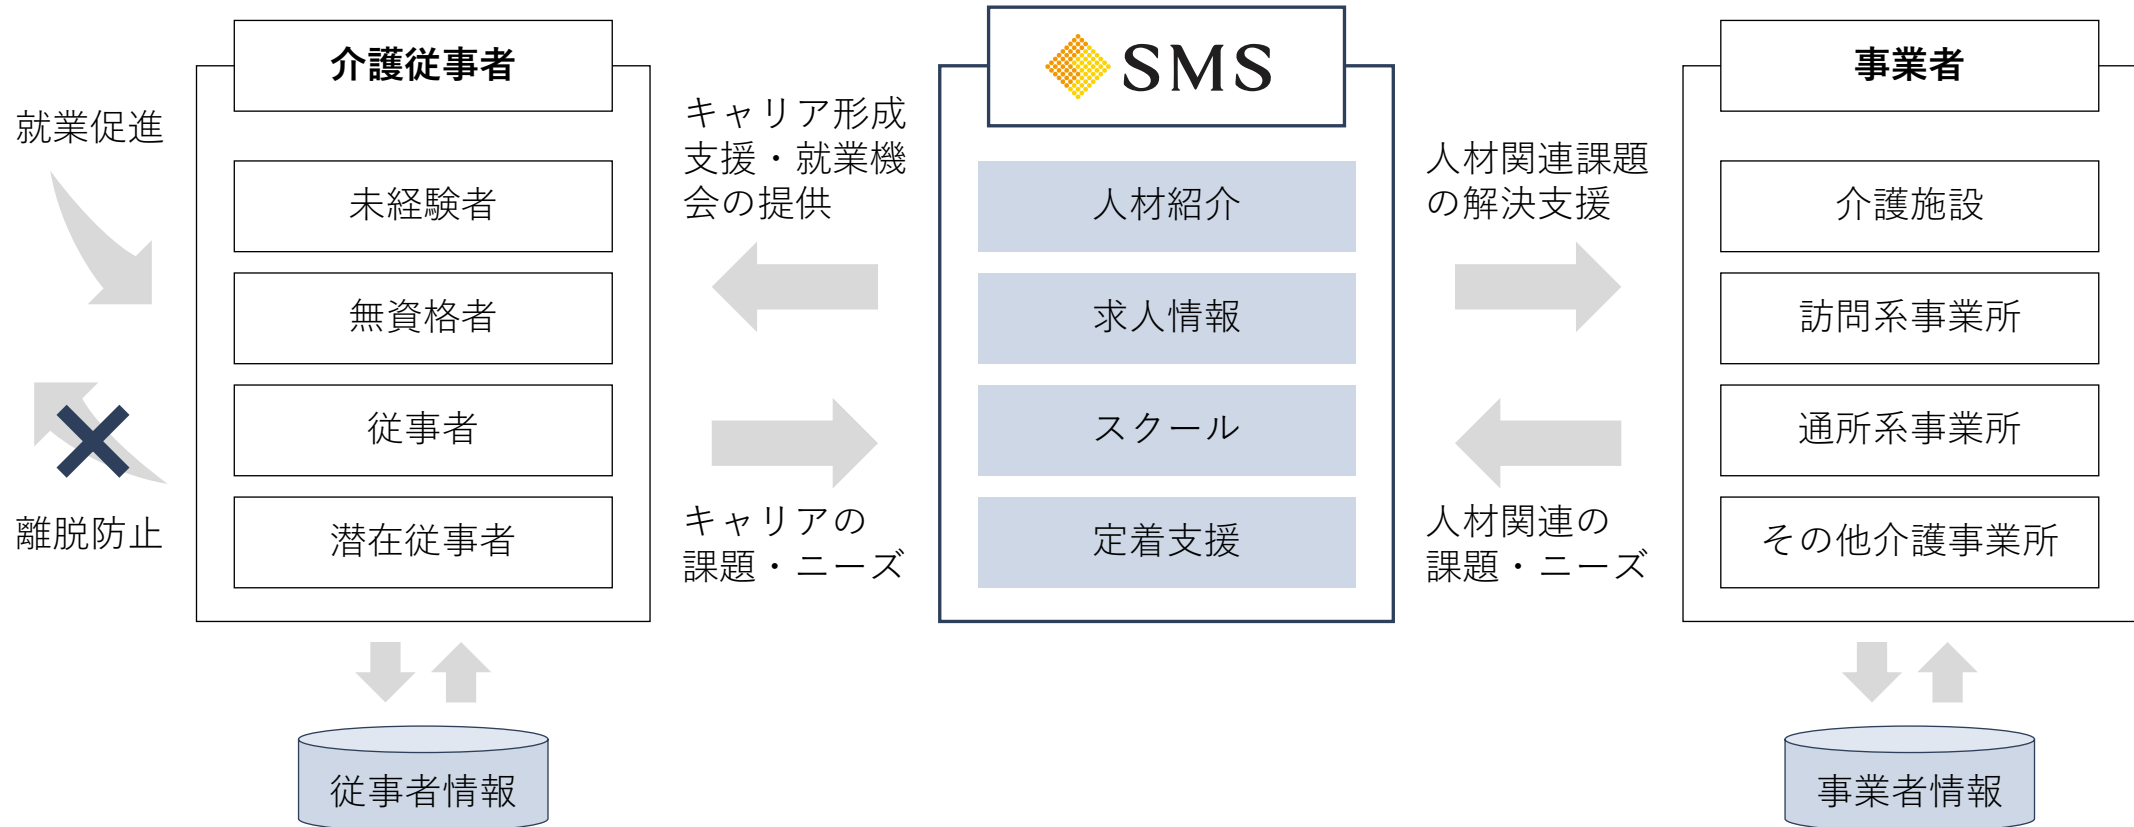 介護従事者
就業促進
未経験者
無資格者
従事者
潜在従事者
離脱防止
従事者情報
キャリア形成
支援・就業機
会の提供
キャリアの
課題・ニーズ
SMS
人材紹介
求人情報
スクール
定着支援
人材関連課題
の解決支援
人材関連の
課題・ニーズ
事業者
介護施設
訪問系事業所
通所系事業所
その他介護事業所
事業者情報